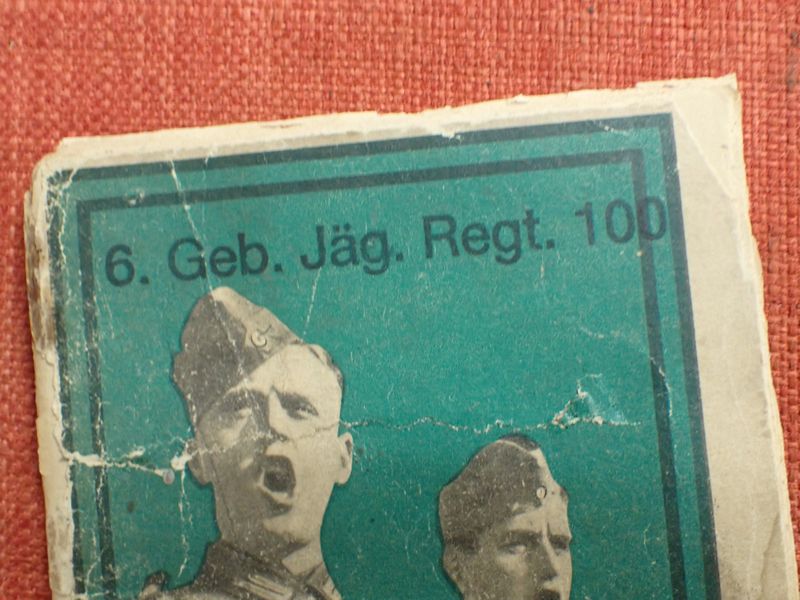 6. Geb. Jäg. Regt. 100